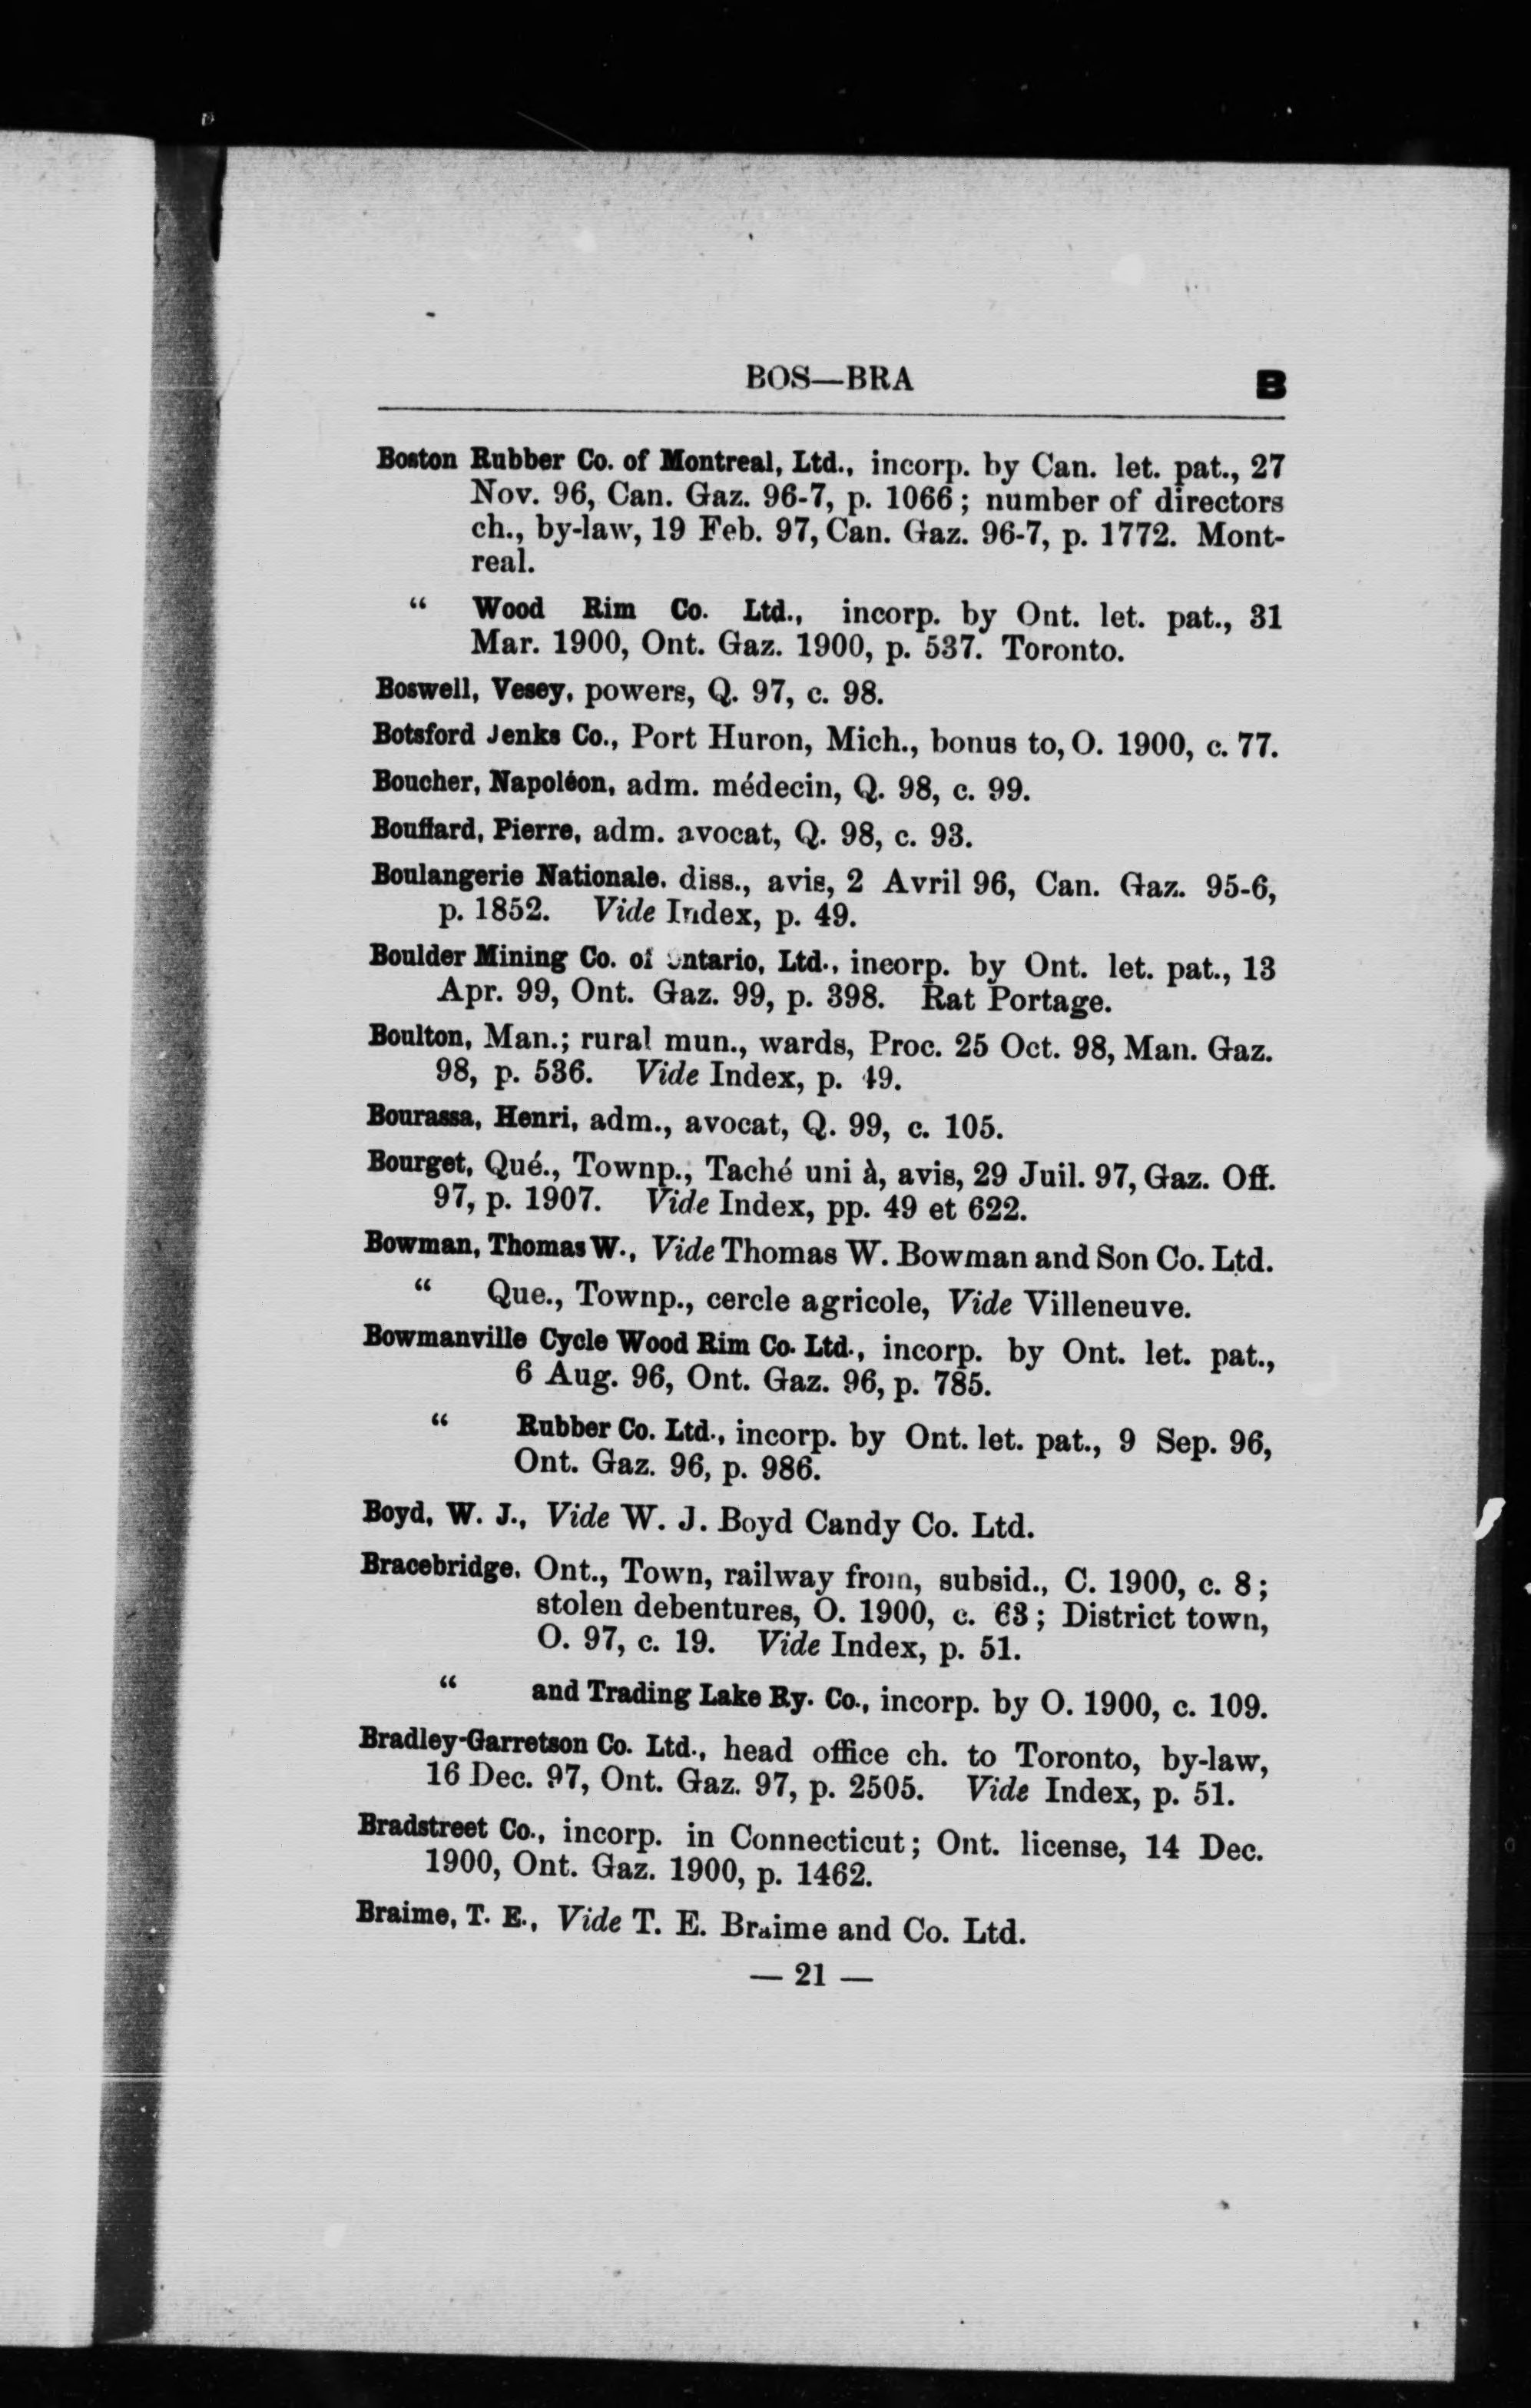 BOS—BRA B
Boston Rubber Co. of Montreal, Ltd., incorp. by Can. let. pat., 27
Nov. 96, Can. Gaz. 96-7, p. 1066; number of directors
ch., by-law, 19 Feb. 97, Can. Gaz. 96-7, p. 1772. Mont-
real.
“ Wood Rim Co. Ltd., incorp. by Ont. let. pat., 31
Mar. 1900, Ont. Gaz. 1900, p. 537. Toronto.
Boswell, Vesey, powers, Q. 97, c. 98.
Botsford Jenks Co., Port Huron, Mich., bonus to, O. 1900, c. 77.
Boucher, Napoléon, adm. médecin, Q. 98, c. 99.
Bouffard, Pierre, adm. avocat, Q. 98, c. 93.
Boulangerie Nationale, diss., avis, 2 Avril 96, Can. Gaz. 95-6,
p. 1852. Vide Index, p. 49.
Boulder Mining Co. of Ontario, Ltd., incorp. by Ont. let. pat., 13
Apr. 99, Ont. Gaz. 99, p. 398. Rat Portage.
Boulton, Man.; rural mun., wards, Proc. 25 Oct. 98, Man. Gaz.
98, p. 536. Vide Index, p. 49.
Bourassa, Henri, adm., avocat, Q. 99, c. 105.
Bourget, Qué., Townp., Taché uni à, avis, 29 Juil. 97, Gaz. Off.
97, p. 1907. Vide Index, pp. 49 et 622.
Bowman, Thomas W., Vide Thomas W. Bowman and Son Co. Ltd.
“ Que., Townp., cercle agricole, Vide Villeneuve.
Bowmanville Cycle Wood Rim Co. Ltd., incorp. by Ont. let. pat.,
6 Aug. 96, Ont. Gaz. 96, p. 785.
“ Rubber Co. Ltd., incorp. by Ont. let. pat., 9 Sep. 96,
Ont. Gaz. 96, p. 986.
Boyd, W. J., Vide W. J. Boyd Candy Co. Ltd.
Bracebridge, Ont., Town, railway from, subsid., C. 1900, c. 8;
stolen debentures, O. 1900, c. 63; District town,
O. 97, c. 19. Vide Index, p. 51.
“ and Trading Lake Ry. Co., incorp. by O. 1900, c. 109.
Bradley-Garretson Co. Ltd., head office ch. to Toronto, by-law,
16 Dec. 97, Ont. Gaz. 97, p. 2505. Vide Index, p. 51.
Bradstreet Co., incorp. in Connecticut; Ont. license, 14 Dec.
1900, Ont. Gaz. 1900, p. 1462.
Braime, T. E., Vide T. E. Braime and Co. Ltd.
— 21 —